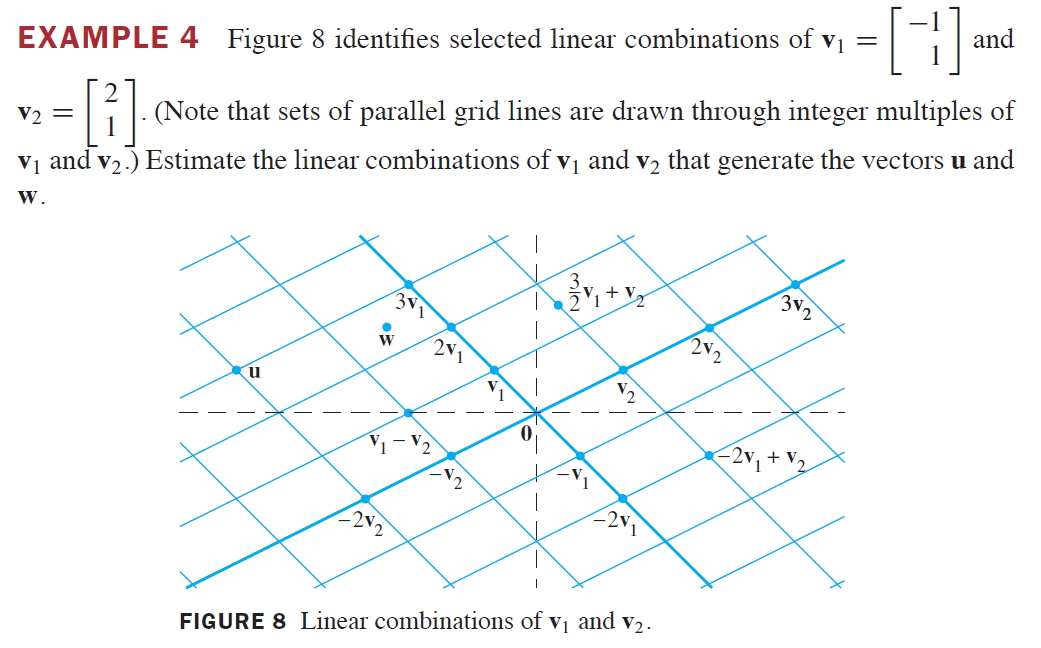 EXAMPLE 4 Figure 8 identifies selected linear combinations of v₁ = [−1 1] and
v₂ = [2 1]. (Note that sets of parallel grid lines are drawn through integer multiples of
v₁ and v₂.) Estimate the linear combinations of v₁ and v₂ that generate the vectors u and
w.
3v₁
3/2 v₁ + v₂
3v₂
w
2v₁
2v₂
u
v₁
v₂
0
v₁ − v₂
−v₂
−v₁
−2v₁ + v₂
−2v₂
−2v₁
FIGURE 8 Linear combinations of v₁ and v₂.